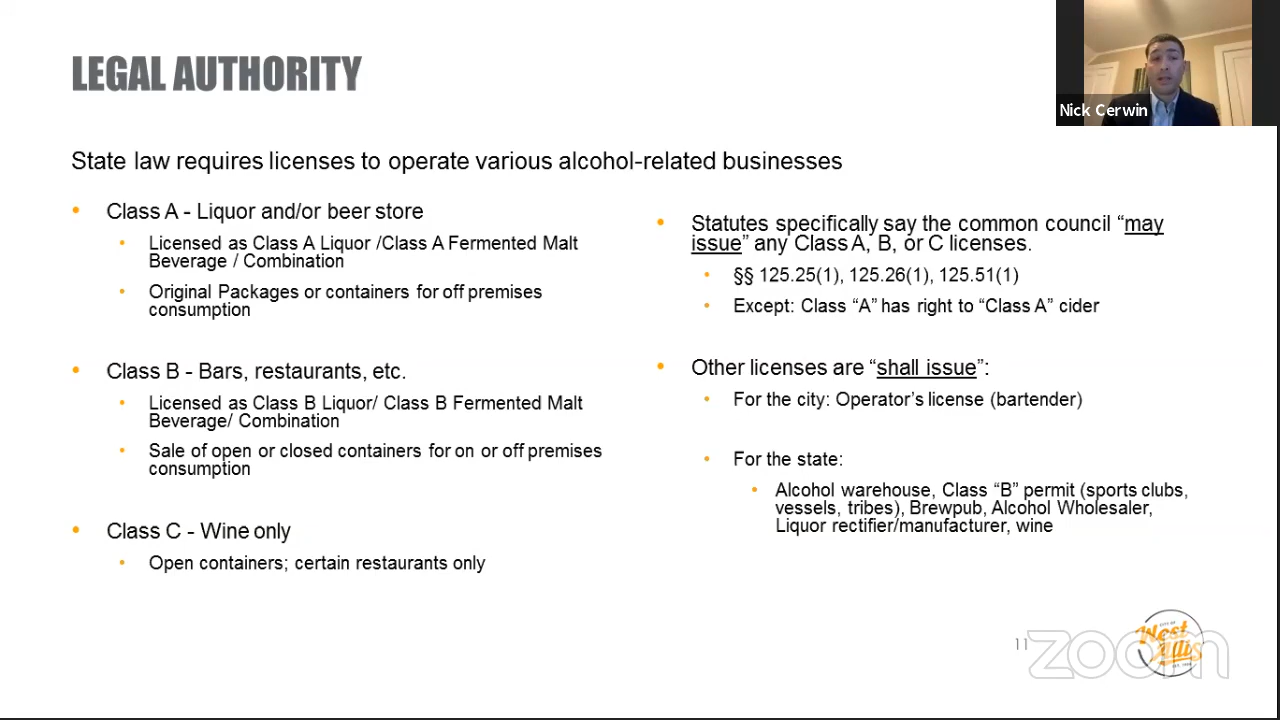 LEGAL AUTHORITY
Nick Cerwin
State law requires licenses to operate various alcohol-related businesses
• Class A - Liquor and/or beer store
• Licensed as Class A Liquor /Class A Fermented Malt
Beverage / Combination
• Original Packages or containers for off premises
consumption
• Class B - Bars, restaurants, etc.
• Licensed as Class B Liquor/ Class B Fermented Malt
Beverage/ Combination
• Sale of open or closed containers for on or off premises
consumption
• Class C - Wine only
• Open containers; certain restaurants only
• Statutes specifically say the common council “may
issue” any Class A, B, or C licenses.
• §§ 125.25(1), 125.26(1), 125.51(1)
• Except: Class “A” has right to “Class A” cider
• Other licenses are “shall issue”:
• For the city: Operator’s license (bartender)
• For the state:
• Alcohol warehouse, Class “B” permit (sports clubs,
vessels, tribes), Brewpub, Alcohol Wholesaler,
Liquor rectifier/manufacturer, wine
11
CITY OF
West
Allis
zoom